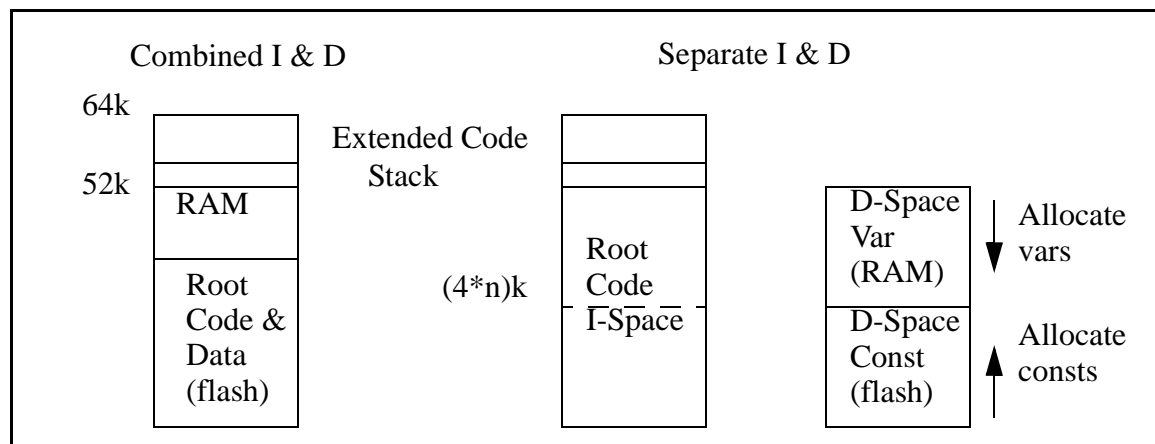 Combined I & D
Separate I & D
64k
Extended Code
Stack
52k
RAM
Root
Code &
Data
(flash)
(4*n)k
Root
Code
I-Space
D-Space
Var
(RAM)
Allocate
vars
D-Space
Const
(flash)
Allocate
consts